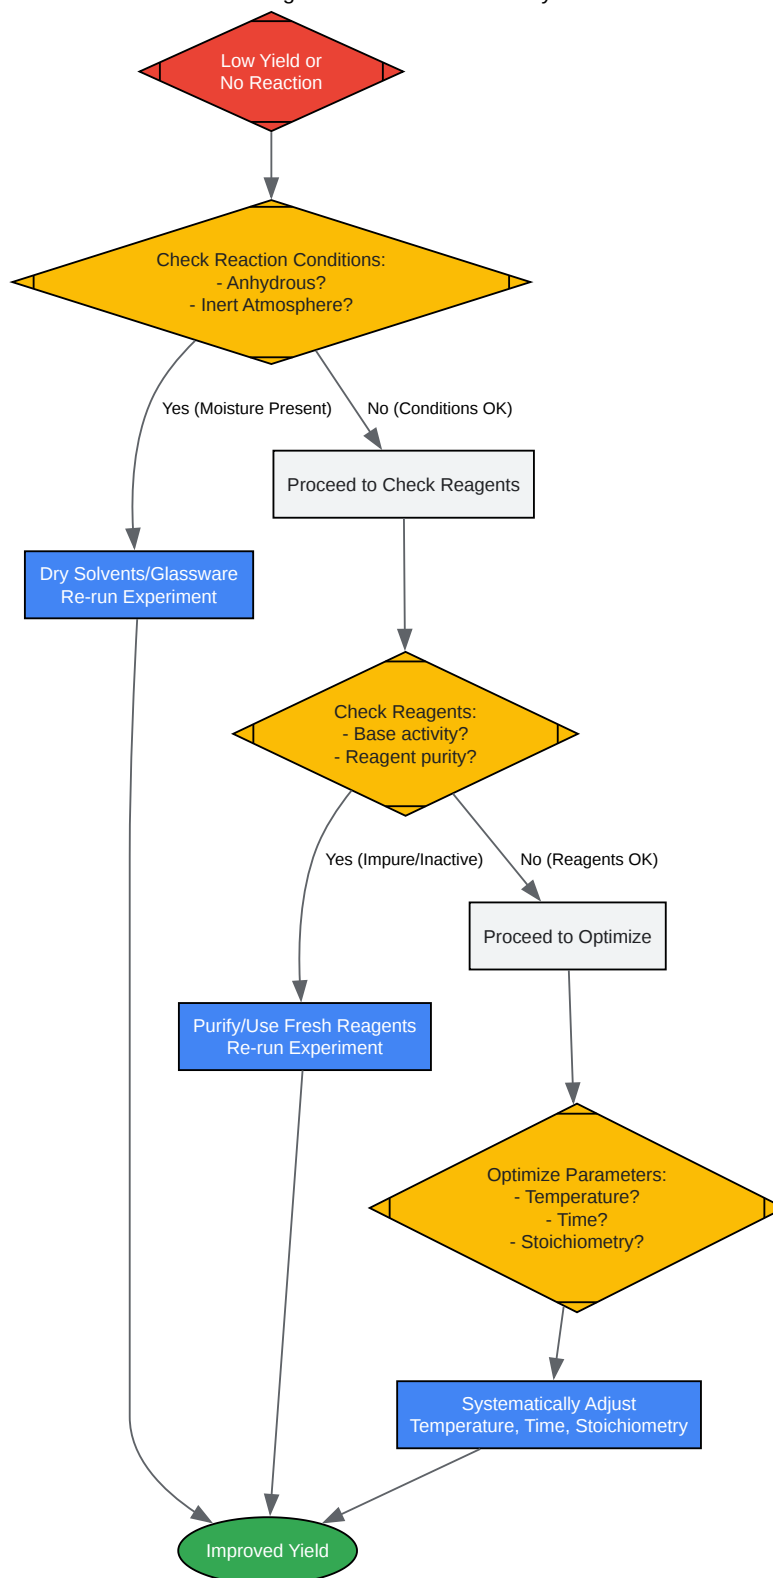 Low Yield or
No Reaction
Check Reaction Conditions:
- Anhydrous?
- Inert Atmosphere?
Yes (Moisture Present)
No (Conditions OK)
Proceed to Check Reagents
Dry Solvents/Glassware
Re-run Experiment
Check Reagents:
- Base activity?
- Reagent purity?
Yes (Impure/Inactive)
No (Reagents OK)
Proceed to Optimize
Purify/Use Fresh Reagents
Re-run Experiment
Optimize Parameters:
- Temperature?
- Time?
- Stoichiometry?
Systematically Adjust
Temperature, Time, Stoichiometry
Improved Yield